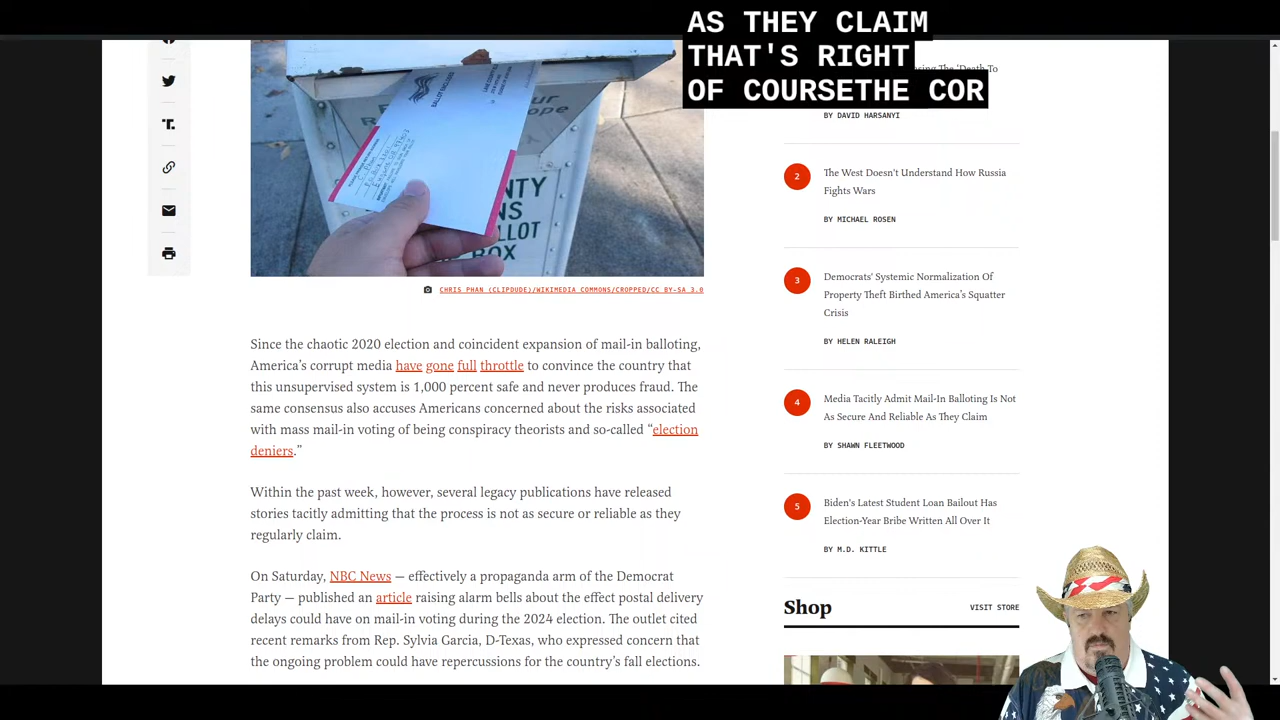 AS THEY CLAIM
THAT'S RIGHT
OF COURSETHE COR
BALLOT ENCLOSED
CHRIS PHAN (CLIPDUDE)/WIKIMEDIA COMMONS/CROPPED/CC BY-SA 3.0
Since the chaotic 2020 election and coincident expansion of mail-in balloting,
America's corrupt media have gone full throttle to convince the country that
this unsupervised system is 1,000 percent safe and never produces fraud. The
same consensus also accuses Americans concerned about the risks associated
with mass mail-in voting of being conspiracy theorists and so-called “election
deniers.”
Within the past week, however, several legacy publications have released
stories tacitly admitting that the process is not as secure or reliable as they
regularly claim.
On Saturday, NBC News — effectively a propaganda arm of the Democrat
Party — published an article raising alarm bells about the effect postal delivery
delays could have on mail-in voting during the 2024 election. The outlet cited
recent remarks from Rep. Sylvia Garcia, D-Texas, who expressed concern that
the ongoing problem could have repercussions for the country's fall elections.
The 'Death To
BY DAVID HARSANYI
2
The West Doesn't Understand How Russia
Fights Wars
BY MICHAEL ROSEN
3
Democrats' Systemic Normalization Of
Property Theft Birthed America's Squatter
Crisis
BY HELEN RALEIGH
4
Media Tacitly Admit Mail-In Balloting Is Not
As Secure And Reliable As They Claim
BY SHAWN FLEETWOOD
5
Biden's Latest Student Loan Bailout Has
Election-Year Bribe Written All Over It
BY M.D. KITTLE
Shop
VISIT STORE